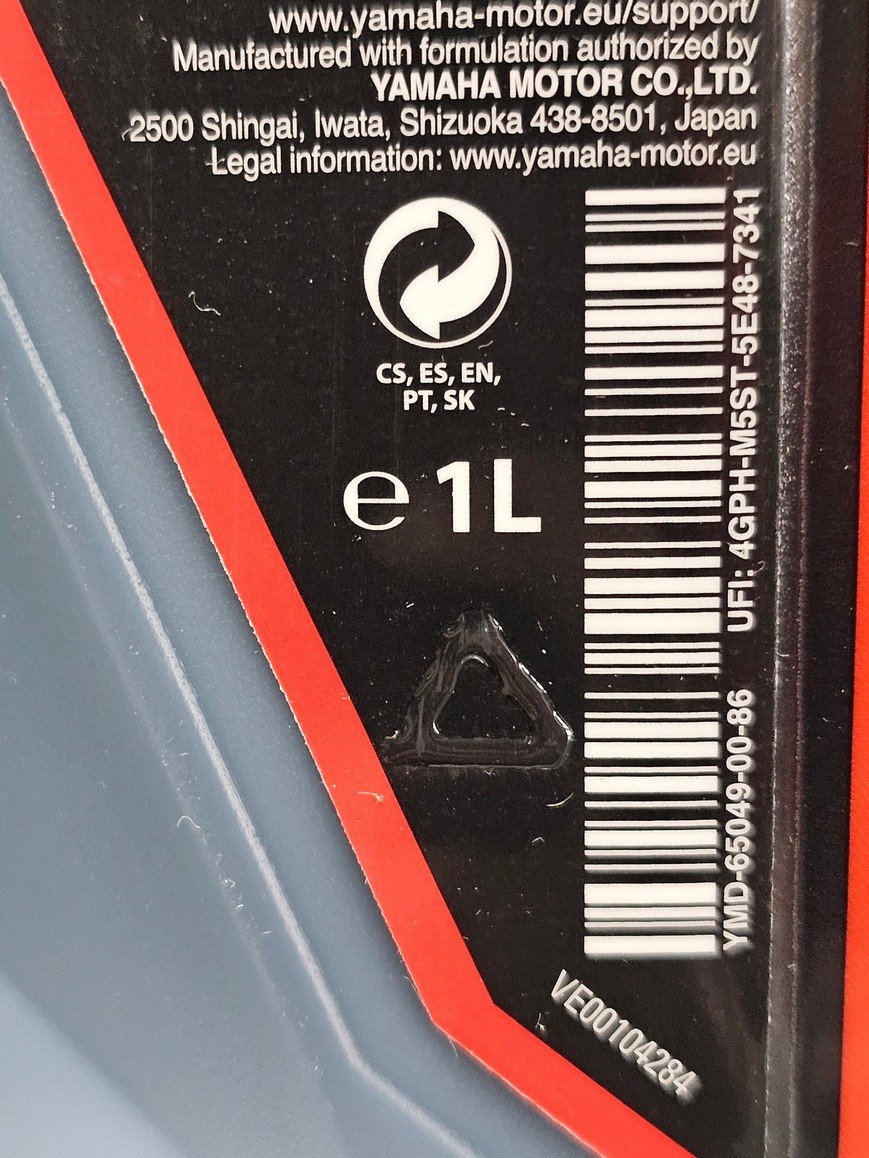 www.yamaha-motor.eu/support/
Manufactured with formulation authorized by
YAMAHA MOTOR CO.,LTD.
2500 Shingai, Iwata, Shizuoka 438-8501, Japan
Legal information: www.yamaha-motor.eu
CS, ES, EN,
PT, SK
℮ 1L
YMD-65049-00-86 UFI: 4GPH-M5ST-5E48-7341
VE00104284